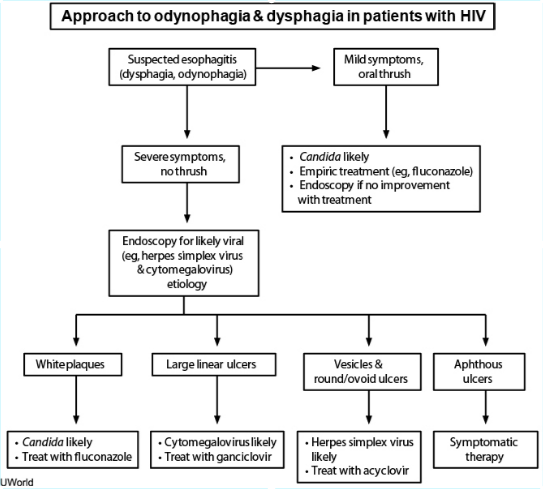 Approach to odynophagia & dysphagia in patients with HIV
Suspected esophagitis
(dysphagia, odynophagia)
Mild symptoms,
oral thrush
Severe symptoms,
no thrush
• Candida likely
• Empiric treatment (eg, fluconazole)
• Endoscopy if no improvement
with treatment
Endoscopy for likely viral
(eg, herpes simplex virus
& cytomegalovirus)
etiology
White plaques
Large linear ulcers
Vesicles &
round/ovoid ulcers
Aphthous
ulcers
• Candida likely
• Treat with fluconazole
• Cytomegalovirus likely
• Treat with ganciclovir
• Herpes simplex virus
likely
• Treat with acyclovir
Symptomatic
therapy
UWorld